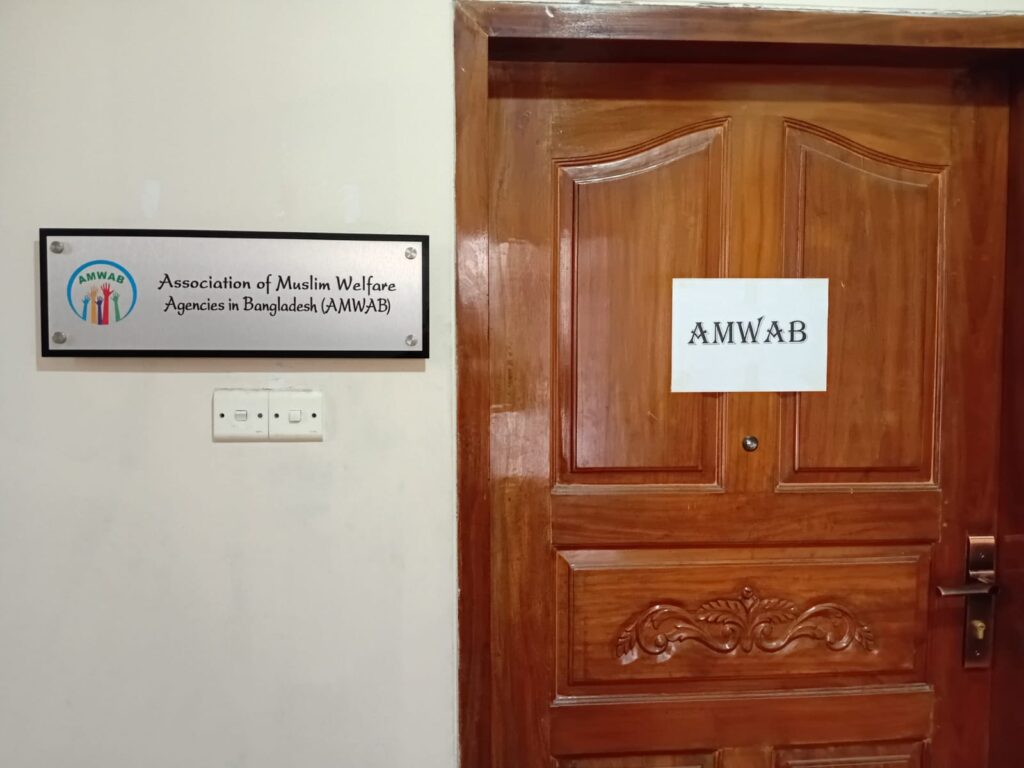 AMWAB
Association of Muslim Welfare
Agencies in Bangladesh (AMWAB)
AMWAB